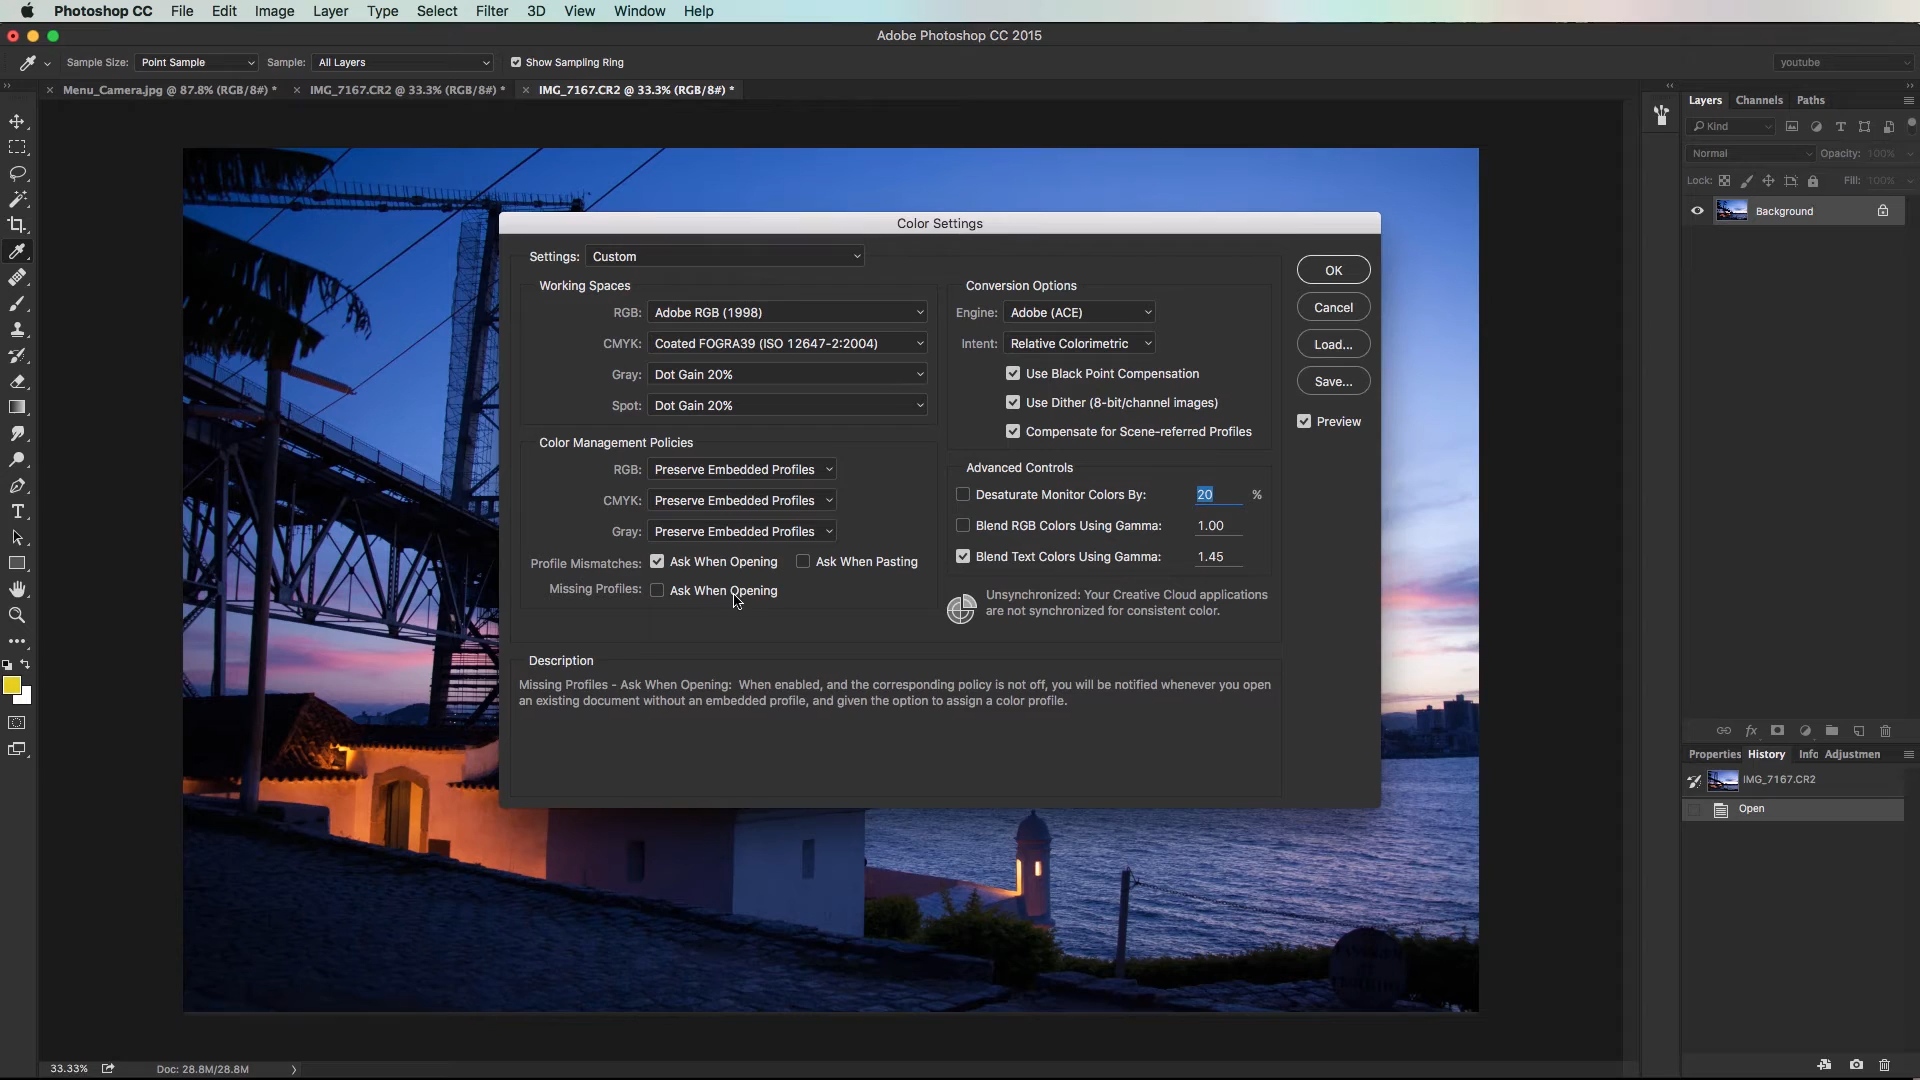 Photoshop CC File Edit Image Layer Type Select Filter 3D View Window Help
Adobe Photoshop CC 2015
Sample Size: Point Sample Sample: All Layers Show Sampling Ring youtube
Menu_Camera.jpg @ 87.8% (RGB/8#) * IMG_7167.CR2 @ 33.3% (RGB/8#) * IMG_7167.CR2 @ 33.3% (RGB/8#) *
Color Settings
Settings: Custom
Working Spaces
RGB: Adobe RGB (1998)
CMYK: Coated FOGRA39 (ISO 12647-2:2004)
Gray: Dot Gain 20%
Spot: Dot Gain 20%
Color Management Policies
RGB: Preserve Embedded Profiles
CMYK: Preserve Embedded Profiles
Gray: Preserve Embedded Profiles
Profile Mismatches: Ask When Opening Ask When Pasting
Missing Profiles: Ask When Opening
Conversion Options
Engine: Adobe (ACE)
Intent: Relative Colorimetric
Use Black Point Compensation
Use Dither (8-bit/channel images)
Compensate for Scene-referred Profiles
Advanced Controls
Desaturate Monitor Colors By: 20 %
Blend RGB Colors Using Gamma: 1.00
Blend Text Colors Using Gamma: 1.45
Unsynchronized: Your Creative Cloud applications
are not synchronized for consistent color.
OK
Cancel
Load...
Save...
Preview
Description
Missing Profiles - Ask When Opening: When enabled, and the corresponding policy is not off, you will be notified whenever you open
an existing document without an embedded profile, and given the option to assign a color profile.
Layers Channels Paths
Kind
Normal Opacity: 100%
Lock: Fill: 100%
Background
Properties History Info Adjustmen
IMG_7167.CR2
Open
33.33% Doc: 28.8M/28.8M